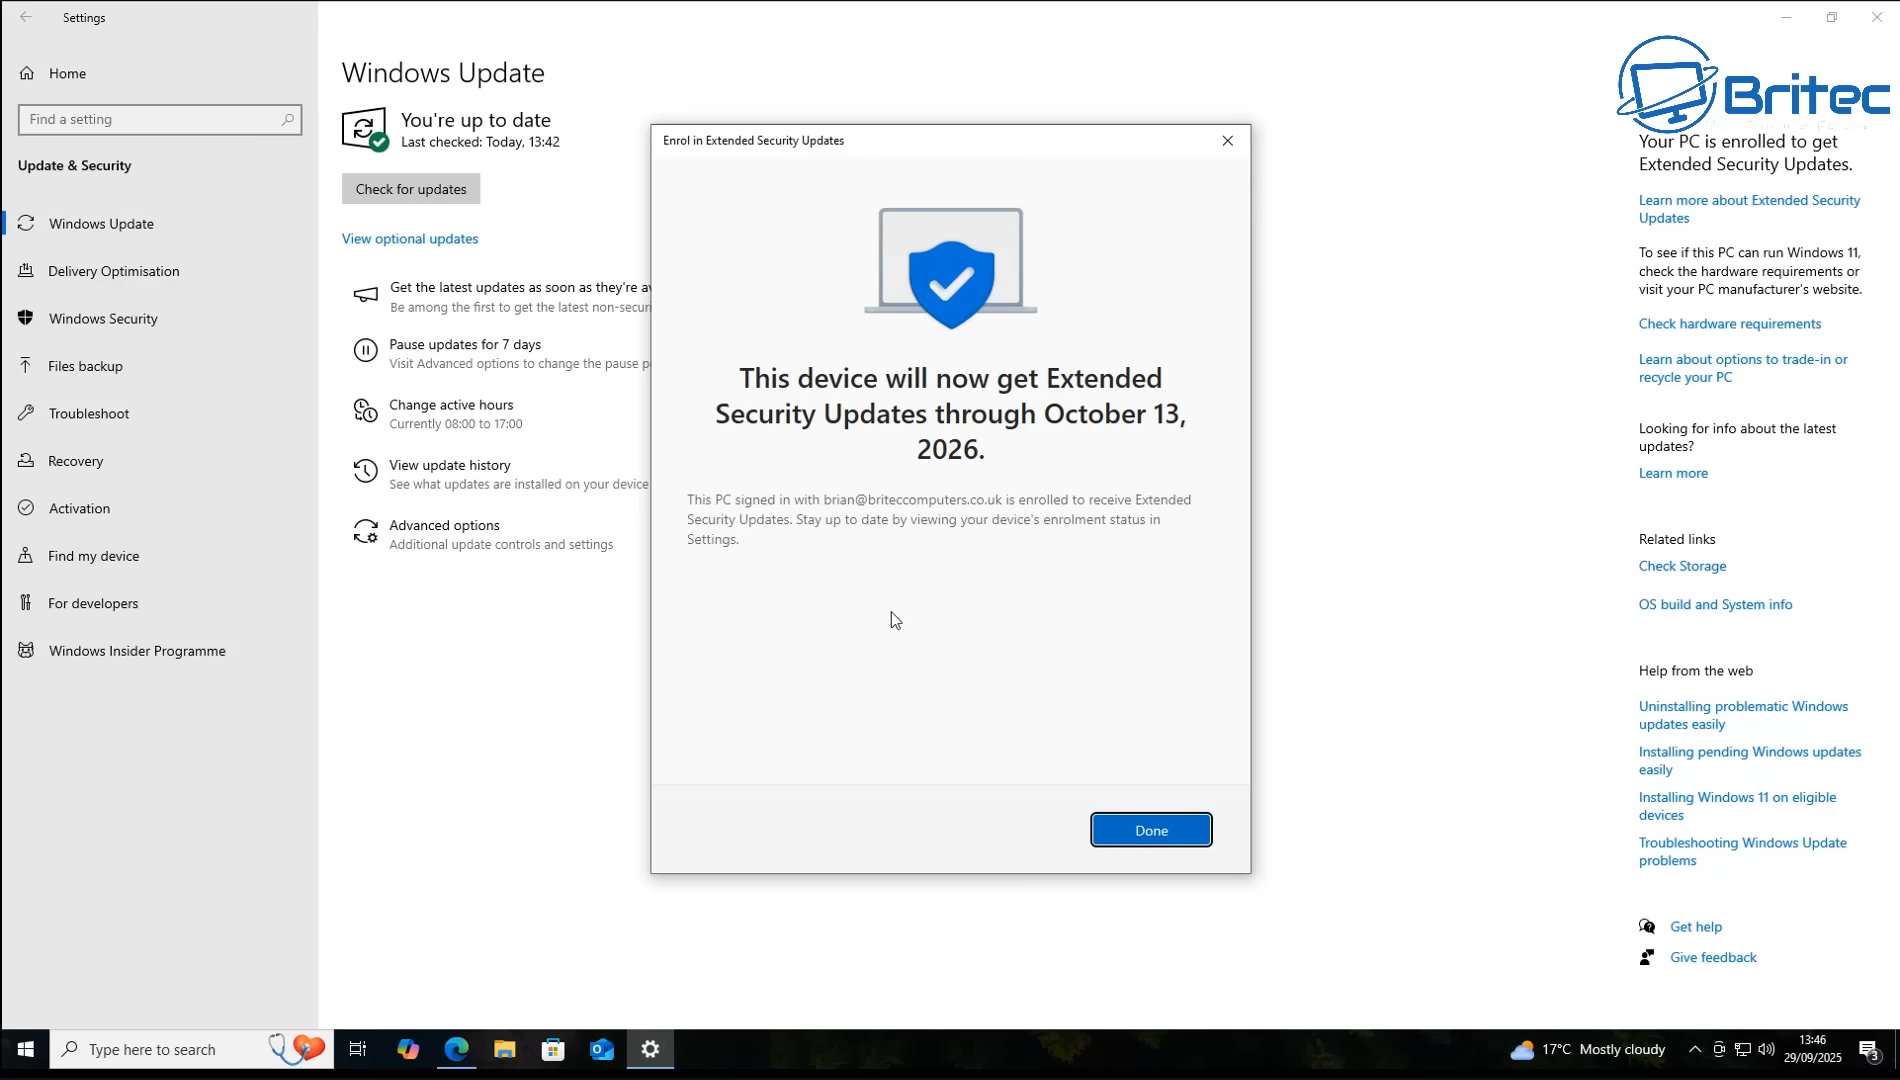 Settings
Home
Find a setting
Update & Security
Windows Update
Delivery Optimisation
Windows Security
Files backup
Troubleshoot
Recovery
Activation
Find my device
For developers
Windows Insider Programme
Windows Update
You're up to date
Last checked: Today, 13:42
Check for updates
View optional updates
Get the latest updates as soon as they're
Be among the first to get the latest
Pause updates for 7 days
Visit Advanced options to change the pause
Change active hours
Currently 08:00 to 17:00
View update history
See what updates are installed on your device
Advanced options
Additional update controls and settings
Enrol in Extended Security Updates
This device will now get Extended
Security Updates through October 13,
2026.
This PC signed in with brian@briteccomputers.co.uk is enrolled to receive Extended
Security Updates. Stay up to date by viewing your device's enrolment status in
Settings.
Done
Britec
Your PC is enrolled to get
Extended Security Updates.
Learn more about Extended Security
Updates
To see if this PC can run Windows 11,
check the hardware requirements or
visit your PC manufacturer's website.
Check hardware requirements
Learn about options to trade-in or
recycle your PC
Looking for info about the latest
updates?
Learn more
Related links
Check Storage
OS build and System info
Help from the web
Uninstalling problematic Windows
updates easily
Installing pending Windows updates
easily
Installing Windows 11 on eligible
devices
Troubleshooting Windows Update
problems
Get help
Give feedback
Type here to search
17°C Mostly cloudy
13:46
29/09/2025
3